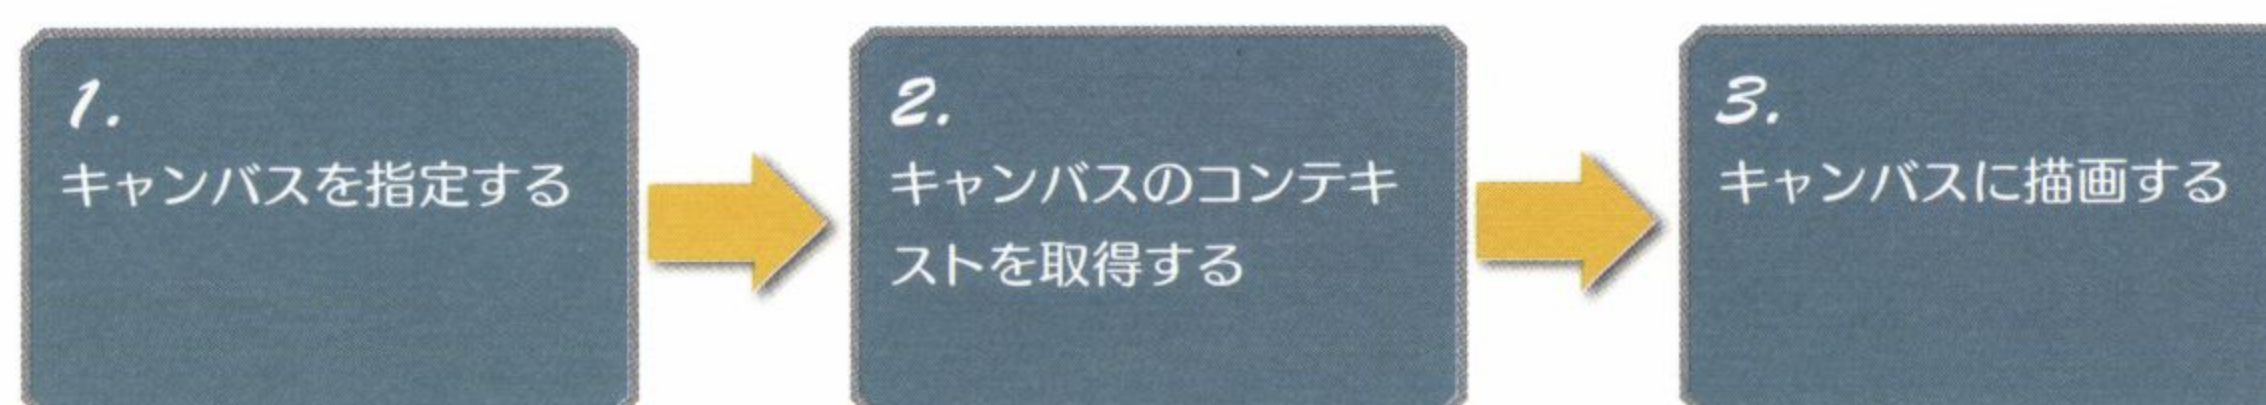 1.
キャンバスを指定する
2.
キャンバスのコンテキ
ストを取得する
3.
キャンバスに描画する